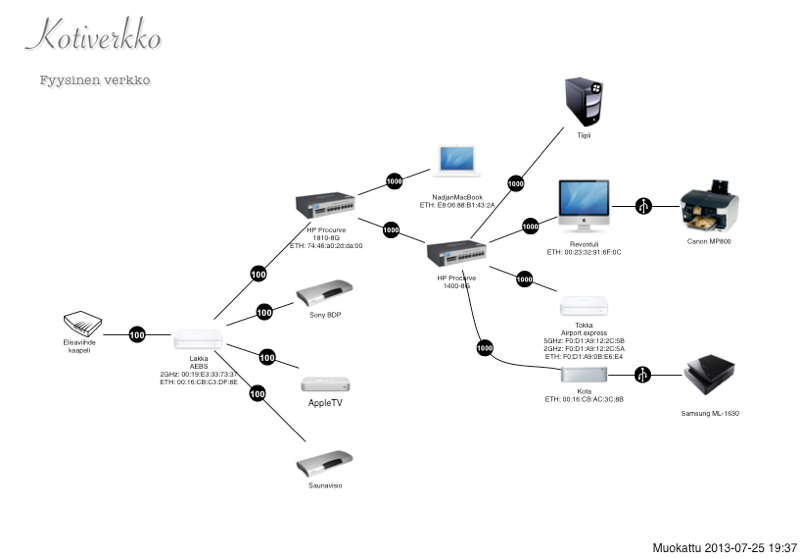 Kotiverkko
Fyysinen verkko
Tiipii
1000
1000
NadjanMacBook
ETH: E8:06:88:B1:43:2A
1000
HP Procurve
1810-8G
ETH: 74:46:a0:2d:da:00
1000
Revontuli
ETH: 00:23:32:91:6F:0C
Canon MP800
HP Procurve
1400-8G
1000
100
Sony BDP
100
Elisaviihde
kaapeli
100
Lakka
AEBS
2GHz: 00:19:E3:33:73:37
ETH: 00:16:CB:C3:DF:8E
100
AppleTV
100
Saunavisio
Tokka
Airport express
5GHz: F0:D1:A9:12:2C:5B
2GHz: F0:D1:A9:12:2C:5A
ETH: F0:D1:A9:0B:E6:E4
1000
Kota
ETH: 00:16:CB:AC:3C:8B
Samsung ML-1630
Muokattu 2013-07-25 19:37